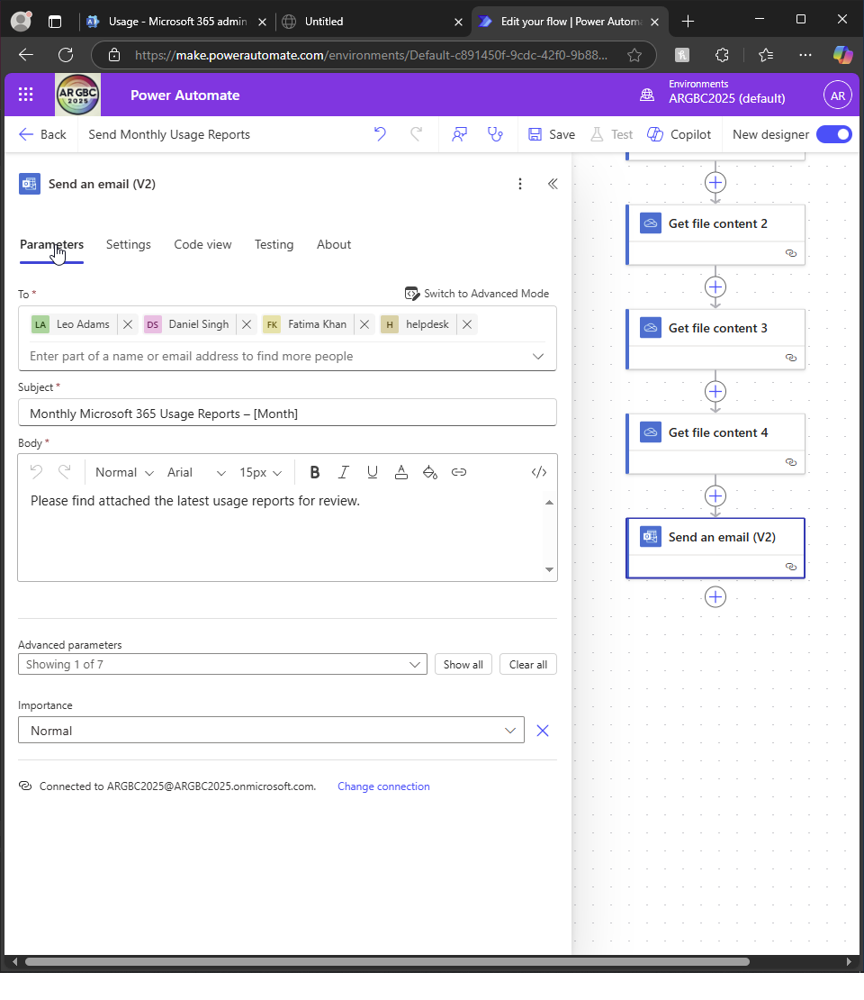 Usage - Microsoft 365 admin
Untitled
Edit your flow | Power Autom
https://make.powerautomate.com/environments/Default-c891450f-9cdc-42f0-9b88...
AR GBC
2025
Power Automate
Environments
ARGBC2025 (default)
AR
Back
Send Monthly Usage Reports
Save
Test
Copilot
New designer
Send an email (V2)
Parameters
Settings
Code view
Testing
About
To *
Switch to Advanced Mode
LA Leo Adams
DS Daniel Singh
FK Fatima Khan
H helpdesk
Enter part of a name or email address to find more people
Subject *
Monthly Microsoft 365 Usage Reports – [Month]
Body *
Normal
Arial
15px
B
I
U
A
</>
Please find attached the latest usage reports for review.
Advanced parameters
Showing 1 of 7
Show all
Clear all
Importance
Normal
Connected to ARGBC2025@ARGBC2025.onmicrosoft.com.
Change connection
Get file content 2
Get file content 3
Get file content 4
Send an email (V2)